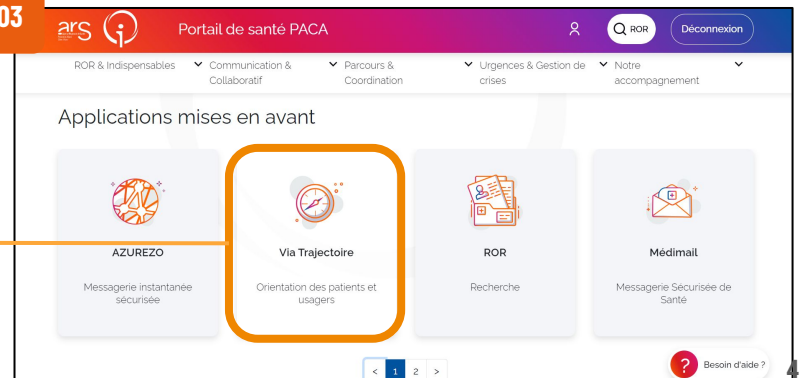 03
ars
Portail de santé PACA
ROR
Déconnexion
ROR & Indispensables
Communication &
Collaboratif
Parcours &
Coordination
Urgences & Gestion de
crises
Notre
accompagnement
Applications mises en avant
AZUREZO
Messagerie instantanée
sécurisée
Via Trajectoire
Orientation des patients et
usagers
ROR
Recherche
Médimail
Messagerie Sécurisée de
Santé
< 1 2 >
? Besoin d'aide ?
4